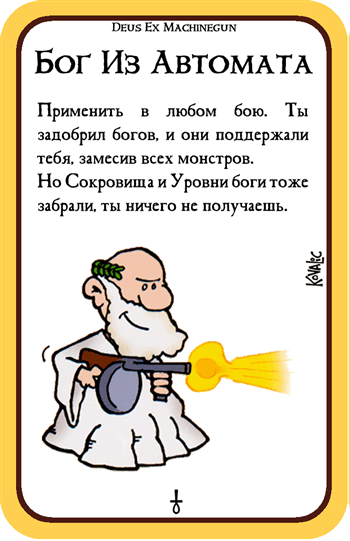 Deus Ex Machinegun
Бог Из Автомата
Применить в любом бою. Ты
задобрил богов, и они поддержали
тебя, замесив всех монстров.
Но Сокровища и Уровни боги тоже
забрали, ты ничего не получаешь.
Kovalic